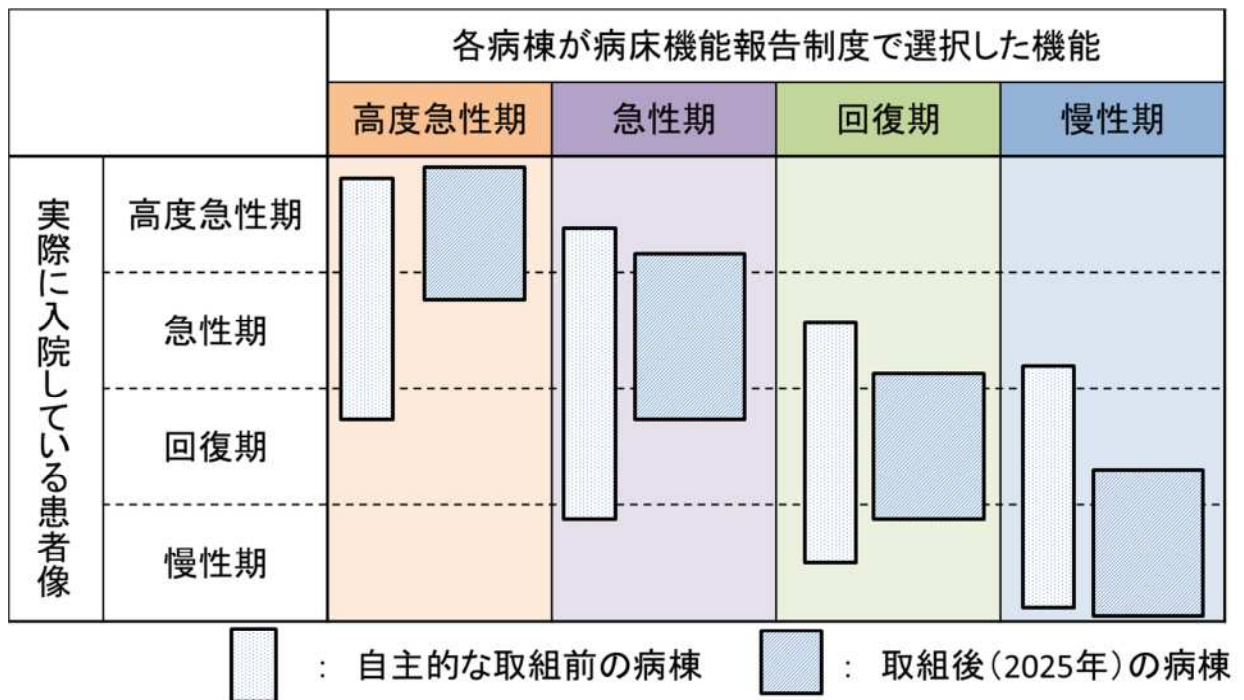 各病棟が病床機能報告制度で選択した機能
高度急性期
急性期
回復期
慢性期
実際に入院している患者像
高度急性期
急性期
回復期
慢性期
： 自主的な取組前の病棟
： 取組後（2025年）の病棟